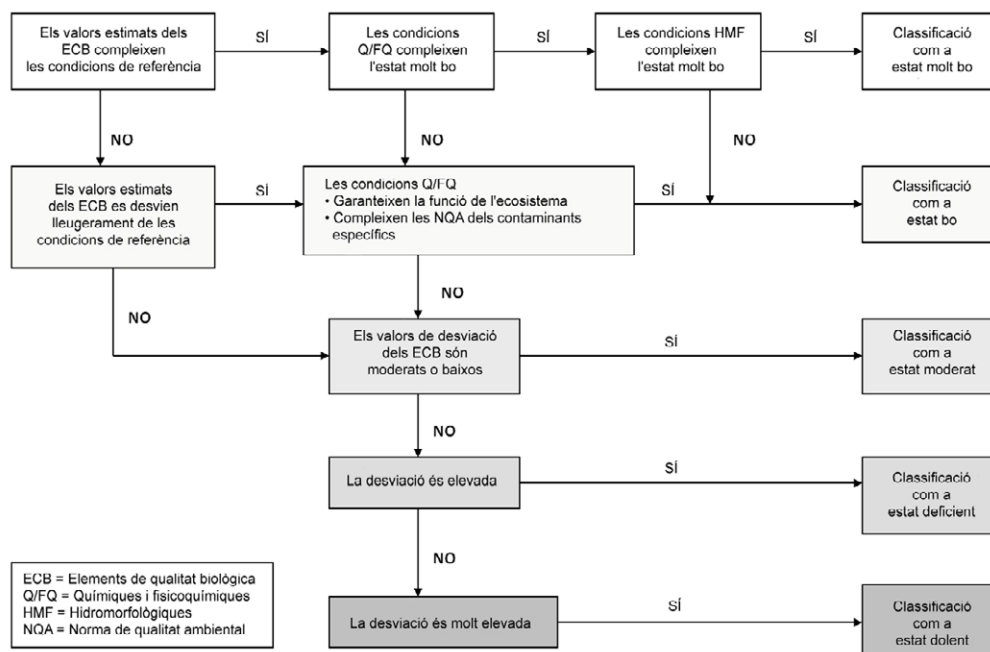 Els valors estimats dels
ECB compleixen
les condicions de referència
SÍ
Les condicions
Q/FQ compleixen
l'estat molt bo
SÍ
Les condicions HMF
compleixen
l'estat molt bo
SÍ
Classificació
com a
estat molt bo
NO
NO
NO
Els valors estimats
dels ECB es desvien
lleugerament de les
condicions de referència
SÍ
Les condicions Q/FQ
• Garanteixen la funció de l'ecosistema
• Compleixen les NQA dels contaminants
específics
SÍ
Classificació
com a
estat bo
NO
NO
Els valors de desviació
dels ECB són
moderats o baixos
SÍ
Classificació
com a
estat moderat
NO
La desviació és elevada
SÍ
Classificació
com a
estat deficient
NO
La desviació és molt elevada
SÍ
Classificació
com a
estat dolent
ECB = Elements de qualitat biològica
Q/FQ = Químiques i fisicoquímiques
HMF = Hidromorfològiques
NQA = Norma de qualitat ambiental